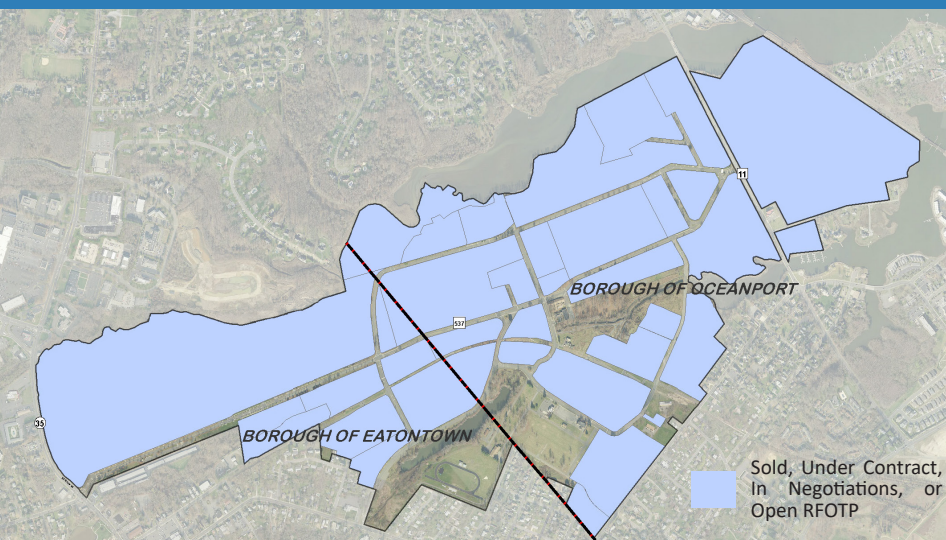 11
BOROUGH OF OCEANPORT
537
35
BOROUGH OF EATONTOWN
Sold, Under Contract,
In Negotiations, or
Open RFOTP